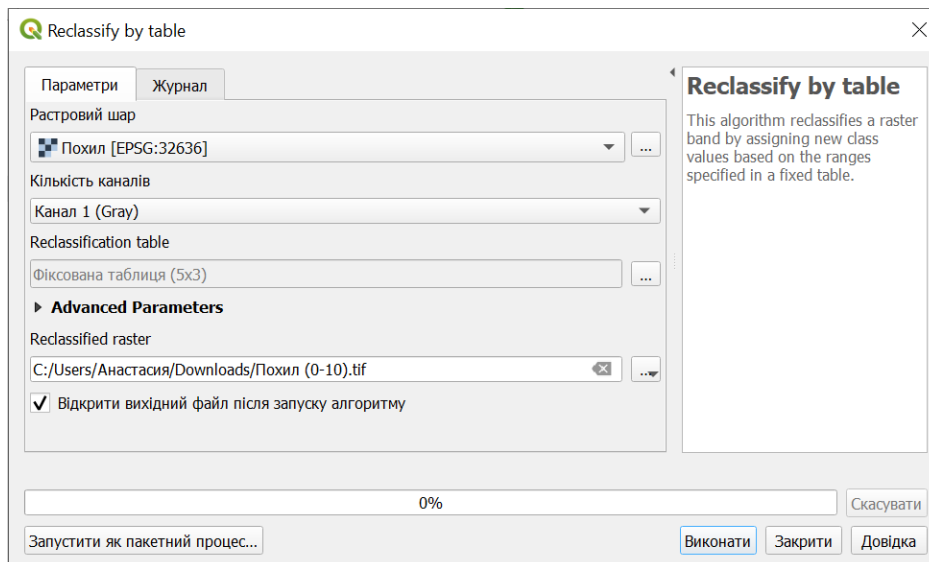 Reclassify by table
Параметри
Журнал
Растровий шар
Похил [EPSG:32636]
...
Кількість каналів
Канал 1 (Gray)
Reclassification table
Фіксована таблиця (5x3)
...
Advanced Parameters
Reclassified raster
C:/Users/Анастасия/Downloads/Похил (0-10).tif
...
Відкрити вихідний файл після запуску алгоритму
Reclassify by table
This algorithm reclassifies a raster
band by assigning new class
values based on the ranges
specified in a fixed table.
0%
Скасувати
Запустити як пакетний процес...
Виконати
Закрити
Довідка